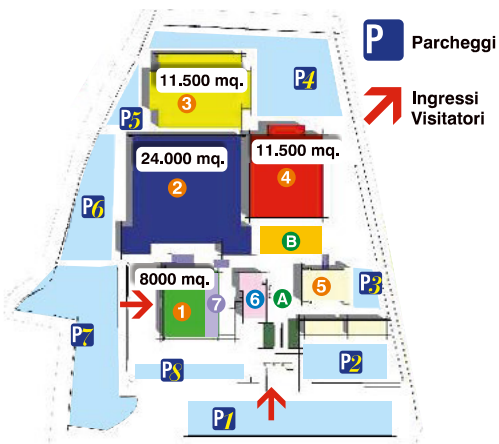 P Parcheggi
Ingressi
Visitatori
P4
11.500 mq.
3
P5
24.000 mq.
11.500 mq.
2
4
P6
B
8000 mq.
5
P3
1
7
6
A
P7
P2
P8
P1